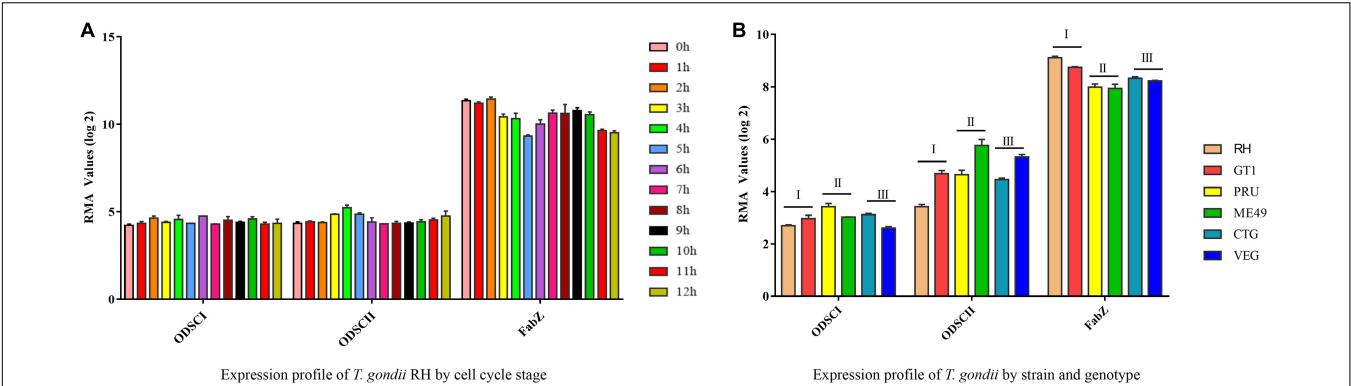 A
15
10
5
0
RMA Values (log 2)
ODSCI
ODSCII
FabZ
0h
1h
2h
3h
4h
5h
6h
7h
8h
9h
10h
11h
12h
Expression profile of T. gondii RH by cell cycle stage
B
10
8
6
4
2
0
RMA Values (log 2)
I
II
III
I
II
III
I
II
III
ODSCI
ODSCII
FabZ
RH
GT1
PRU
ME49
CTG
VEG
Expression profile of T. gondii by strain and genotype